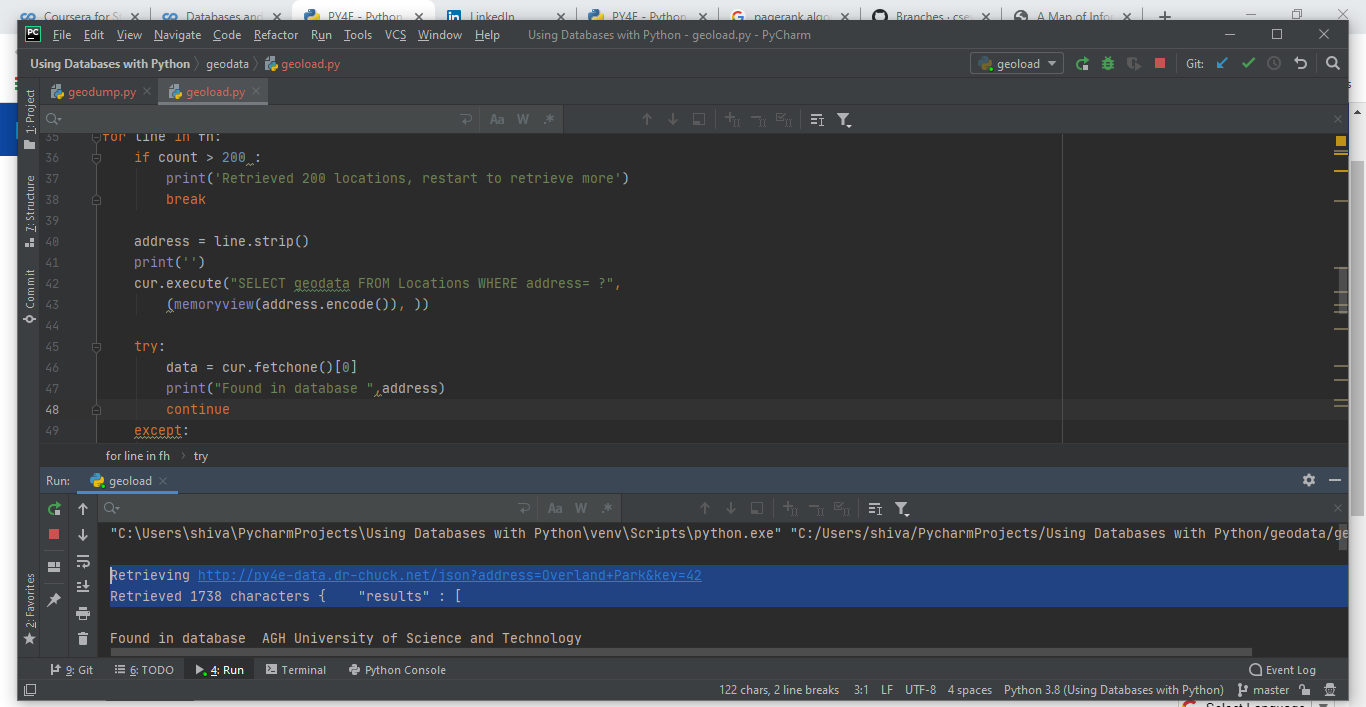 Coursera for S
Databases and
PY4E - Python
LinkedIn
PY4E - Python
pagerank algo
Branches · csev
A Map of Info
PC File Edit View Navigate Code Refactor Run Tools VCS Window Help Using Databases with Python - geoload.py - PyCharm
Using Databases with Python geodata geoload.py geoload Git:
geodump.py geoload.py
1: Project
7: Structure
Commit
2: Favorites
Aa W .*
35 for line in fh:
36 if count > 200 :
37 print('Retrieved 200 locations, restart to retrieve more')
38 break
39
40 address = line.strip()
41 print('')
42 cur.execute("SELECT geodata FROM Locations WHERE address= ?",
43 (memoryview(address.encode()), ))
44
45 try:
46 data = cur.fetchone()[0]
47 print("Found in database ",address)
48 continue
49 except:
for line in fh try
Run: geoload
Aa W .*
"C:\Users\shiva\PycharmProjects\Using Databases with Python\venv\Scripts\python.exe" "C:/Users/shiva/PycharmProjects/Using Databases with Python/geodata/ge
Retrieving http://py4e-data.dr-chuck.net/json?address=Overland+Park&key=42
Retrieved 1738 characters { "results" : [
Found in database AGH University of Science and Technology
9: Git 6: TODO 4: Run Terminal Python Console Event Log
122 chars, 2 line breaks 3:1 LF UTF-8 4 spaces Python 3.8 (Using Databases with Python) master
Select Language